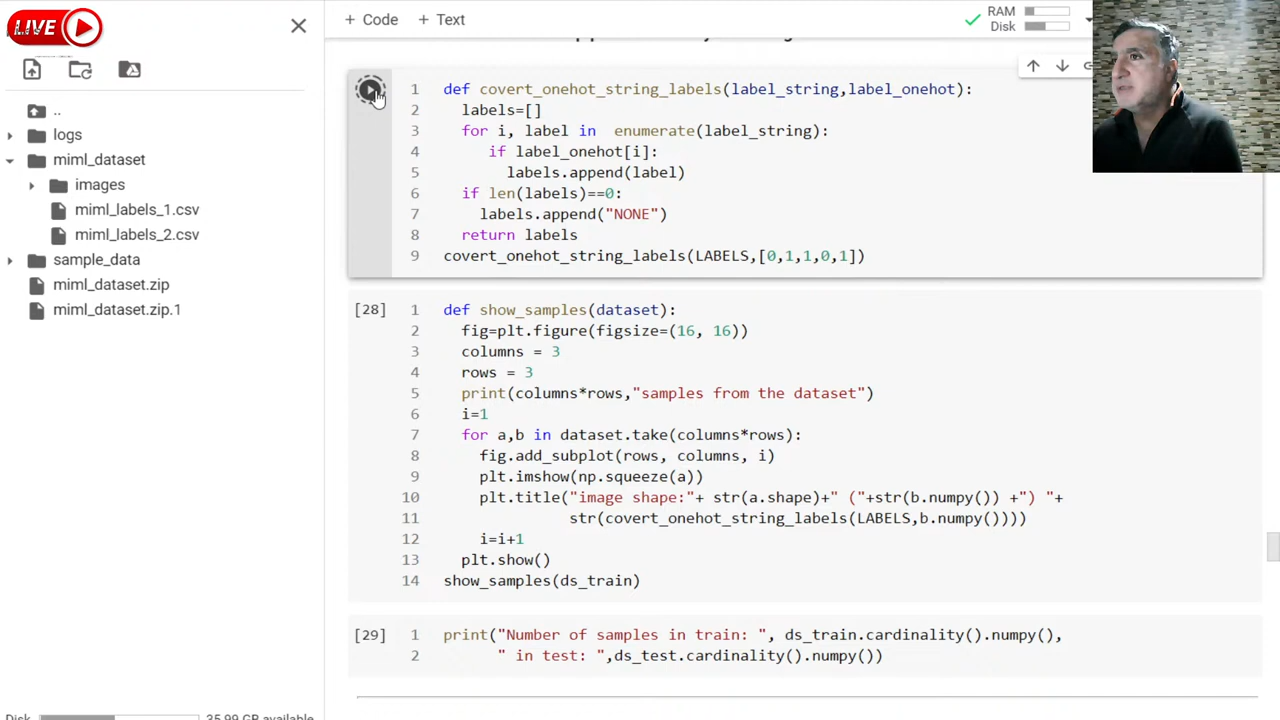 LIVE
+ Code + Text
RAM
Disk
..
logs
miml_dataset
images
miml_labels_1.csv
miml_labels_2.csv
sample_data
miml_dataset.zip
miml_dataset.zip.1
Disk 35.99 GB available
1 def covert_onehot_string_labels(label_string,label_onehot):
2 labels=[]
3 for i, label in enumerate(label_string):
4 if label_onehot[i]:
5 labels.append(label)
6 if len(labels)==0:
7 labels.append("NONE")
8 return labels
9 covert_onehot_string_labels(LABELS,[0,1,1,0,1])
[28] 1 def show_samples(dataset):
2 fig=plt.figure(figsize=(16, 16))
3 columns = 3
4 rows = 3
5 print(columns*rows,"samples from the dataset")
6 i=1
7 for a,b in dataset.take(columns*rows):
8 fig.add_subplot(rows, columns, i)
9 plt.imshow(np.squeeze(a))
10 plt.title("image shape:"+ str(a.shape)+" ("+str(b.numpy()) +") "+
11 str(covert_onehot_string_labels(LABELS,b.numpy())))
12 i=i+1
13 plt.show()
14 show_samples(ds_train)
[29] 1 print("Number of samples in train: ", ds_train.cardinality().numpy(),
2 " in test: ",ds_test.cardinality().numpy())